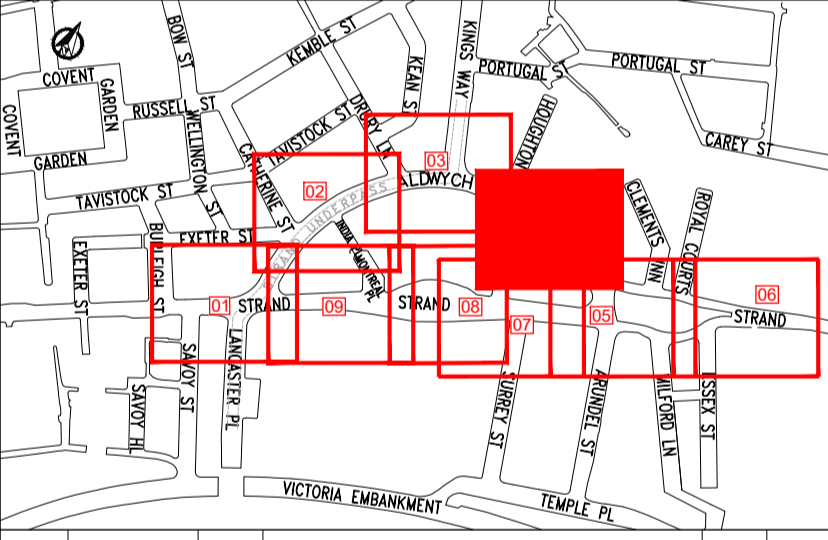 BOW ST
KEMBLE ST
KINGS WAY
KEAN ST
PORTUGAL ST
PORTUGAL ST
COVENT
GARDEN
COVENT
GARDEN
RUSSELL ST
WELLINGTON ST
DRURY LN
TAVISTOCK ST
CATHERINE ST
HOUGHTON
CAREY ST
03
02
ALDWYCH
STRAND UNDERPASS
TAVISTOCK ST
EXETER ST
EXETER ST
BURLEIGH ST
INDIA PL
MONTREAL PL
CLEMENTS INN
ROYAL COURTS
01
STRAND
09
STRAND
08
07
05
06
STRAND
LANCASTER PL
SAVOY ST
SAVOY HL
SURREY ST
ARUNDEL ST
MILFORD LN
ESSEX ST
VICTORIA EMBANKMENT
TEMPLE PL